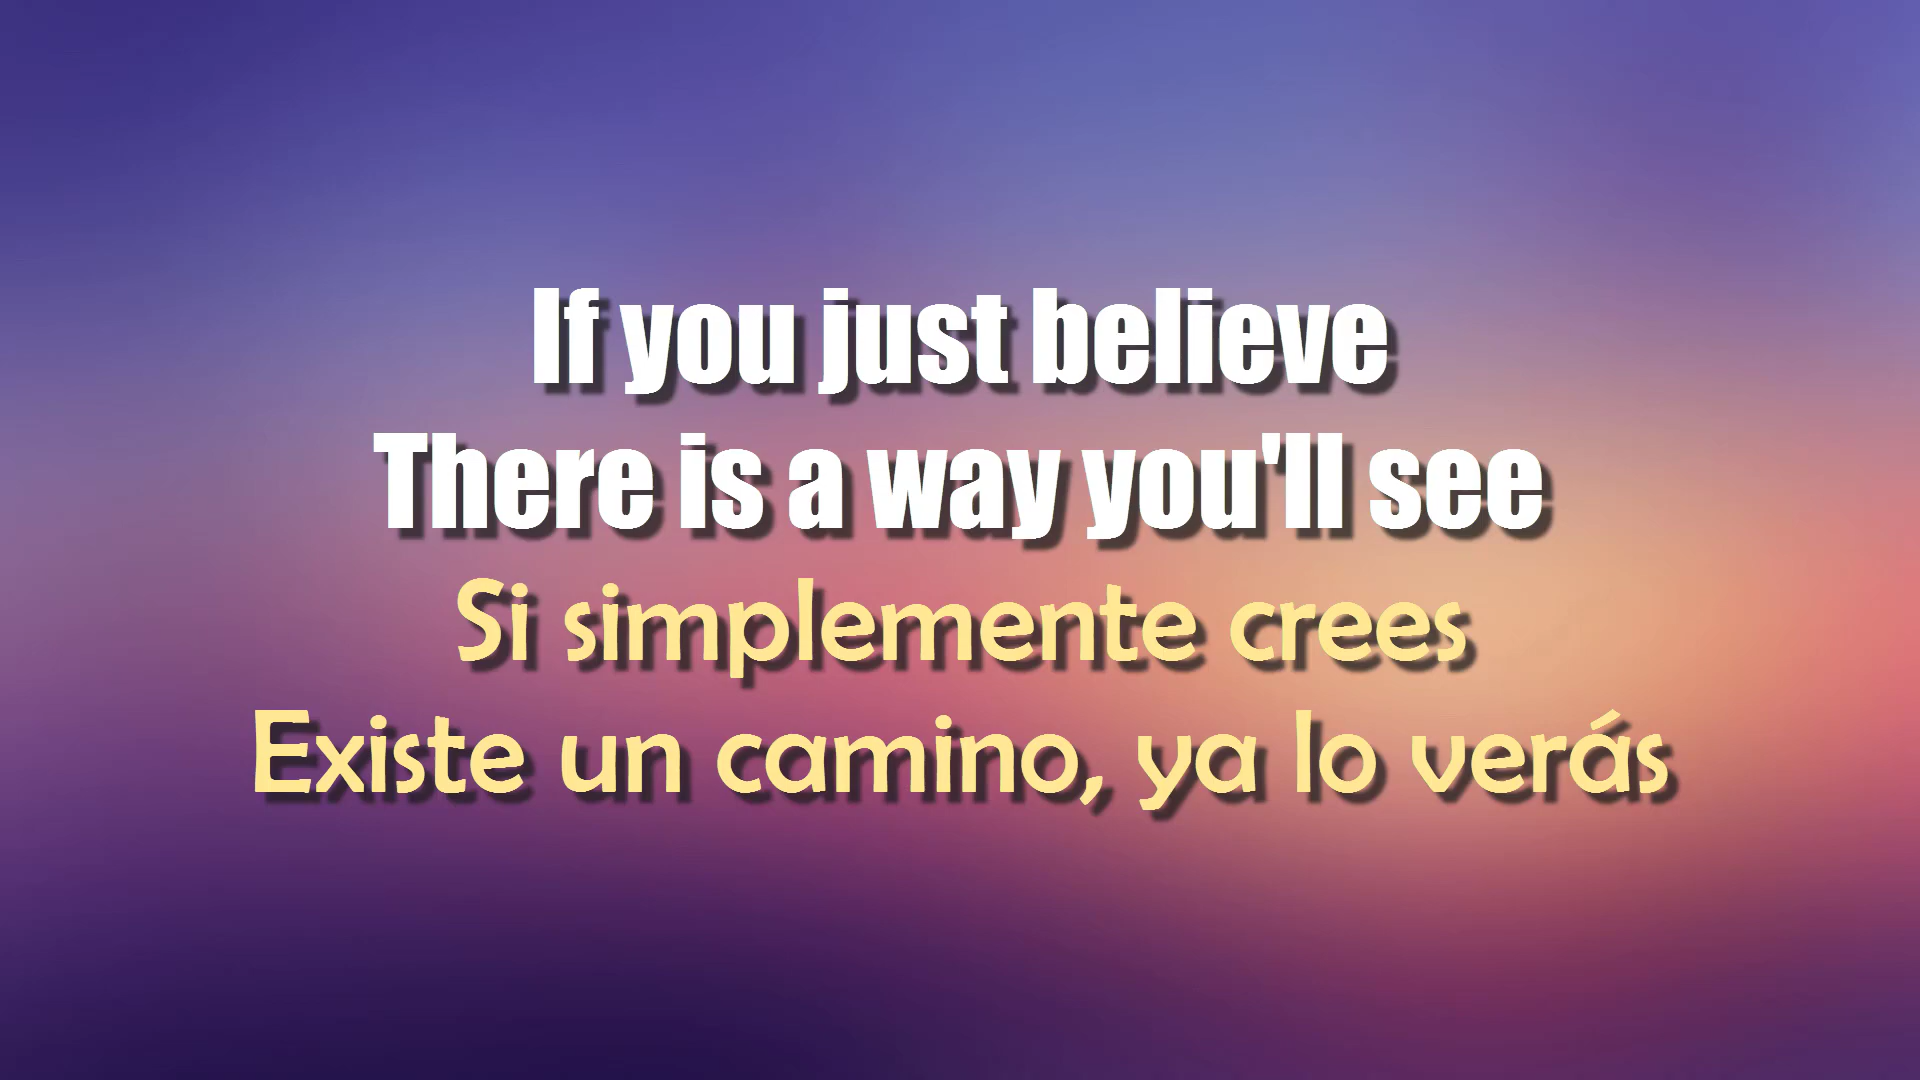 If you just believe
There is a way you'll see
Si simplemente crees
Existe un camino, ya lo verás